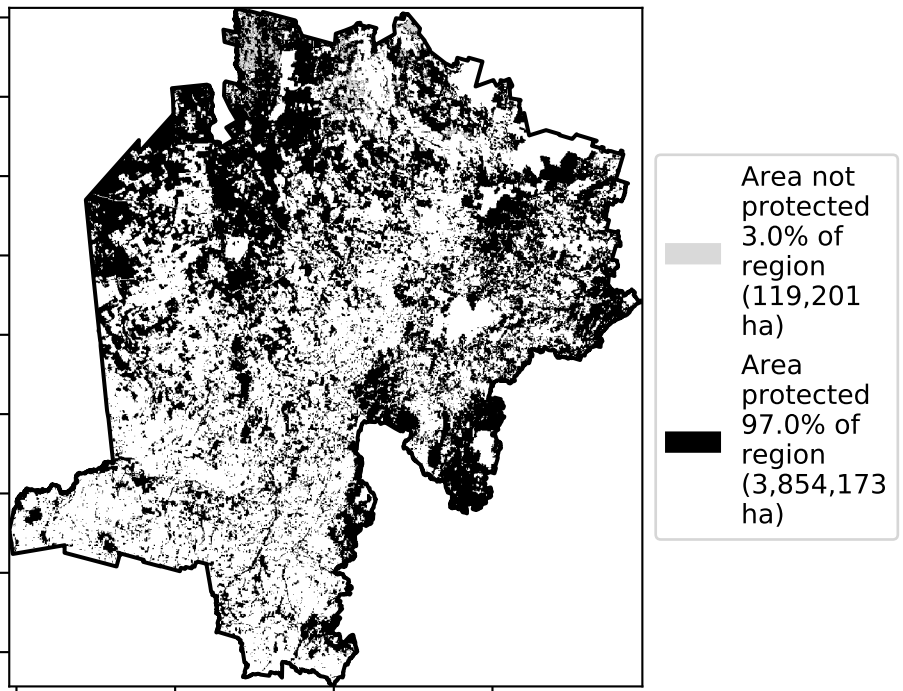 Area not
protected
3.0% of
region
(119,201
ha)
Area
protected
97.0% of
region
(3,854,173
ha)